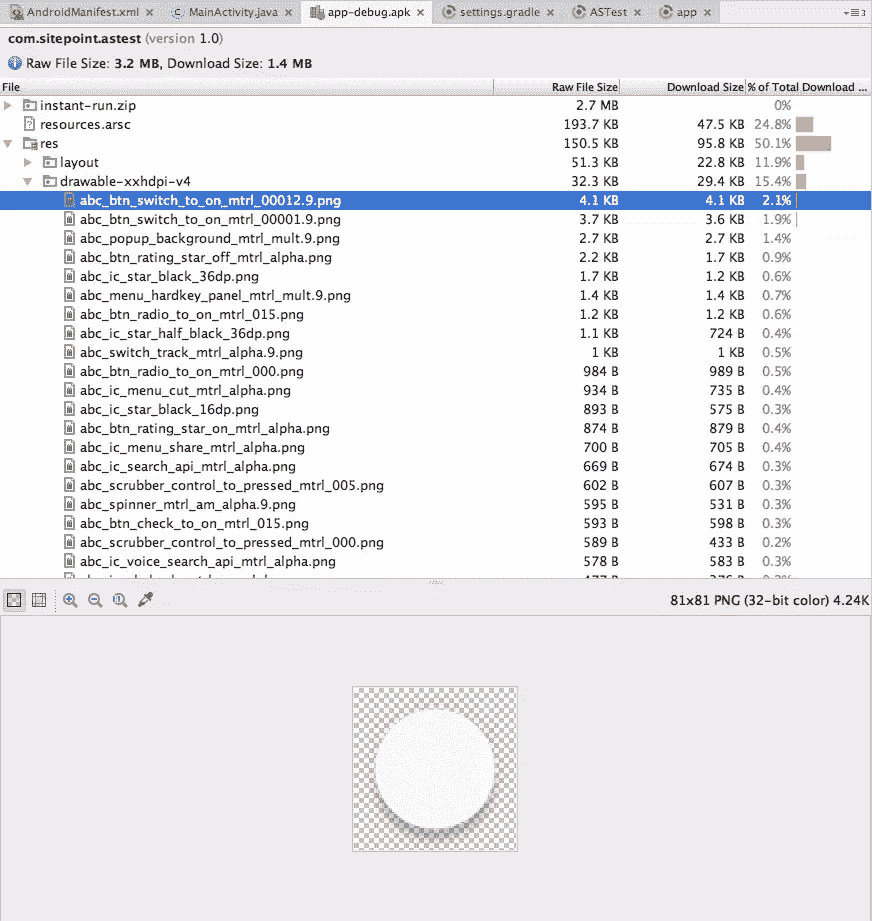 AndroidManifest.xml MainActivity.java app-debug.apk settings.gradle ASTest app 3
com.sitepoint.astest (version 1.0)
Raw File Size: 3.2 MB, Download Size: 1.4 MB
File Raw File Size Download Size % of Total Download ...
instant-run.zip 2.7 MB 0%
resources.arsc 193.7 KB 47.5 KB 24.8%
res 150.5 KB 95.8 KB 50.1%
layout 51.3 KB 22.8 KB 11.9%
drawable-xxhdpi-v4 32.3 KB 29.4 KB 15.4%
abc_btn_switch_to_on_mtrl_00012.9.png 4.1 KB 4.1 KB 2.1%
abc_btn_switch_to_on_mtrl_00001.9.png 3.7 KB 3.6 KB 1.9%
abc_popup_background_mtrl_mult.9.png 2.7 KB 2.7 KB 1.4%
abc_btn_rating_star_off_mtrl_alpha.png 2.2 KB 1.7 KB 0.9%
abc_ic_star_black_36dp.png 1.7 KB 1.2 KB 0.6%
abc_menu_hardkey_panel_mtrl_mult.9.png 1.4 KB 1.4 KB 0.7%
abc_btn_radio_to_on_mtrl_015.png 1.2 KB 1.2 KB 0.6%
abc_ic_star_half_black_36dp.png 1.1 KB 724 B 0.4%
abc_switch_track_mtrl_alpha.9.png 1 KB 1 KB 0.5%
abc_btn_radio_to_on_mtrl_000.png 984 B 989 B 0.5%
abc_ic_menu_cut_mtrl_alpha.png 934 B 735 B 0.4%
abc_ic_star_black_16dp.png 893 B 575 B 0.3%
abc_btn_rating_star_on_mtrl_alpha.png 874 B 879 B 0.4%
abc_ic_menu_share_mtrl_alpha.png 700 B 705 B 0.4%
abc_ic_search_api_mtrl_alpha.png 669 B 674 B 0.3%
abc_scrubber_control_to_pressed_mtrl_005.png 602 B 607 B 0.3%
abc_spinner_mtrl_am_alpha.9.png 595 B 531 B 0.3%
abc_btn_check_to_on_mtrl_015.png 593 B 598 B 0.3%
abc_scrubber_control_to_pressed_mtrl_000.png 589 B 433 B 0.2%
abc_ic_voice_search_api_mtrl_alpha.png 578 B 583 B 0.3%
81x81 PNG (32-bit color) 4.24K